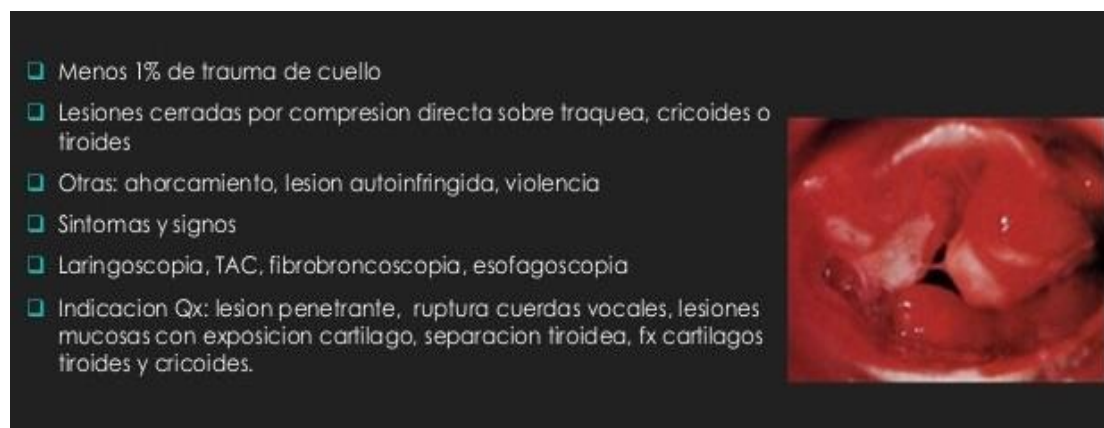 Menos 1% de trauma de cuello
Lesiones cerradas por compresion directa sobre traquea, cricoides o
tiroides
Otras: ahorcamiento, lesion autoinfringida, violencia
Sintomas y signos
Laringoscopia, TAC, fibrobroncoscopia, esofagoscopia
Indicacion Qx: lesion penetrante, ruptura cuerdas vocales, lesiones
mucosas con exposicion cartilago, separacion tiroidea, fx cartilagos
tiroides y cricoides.